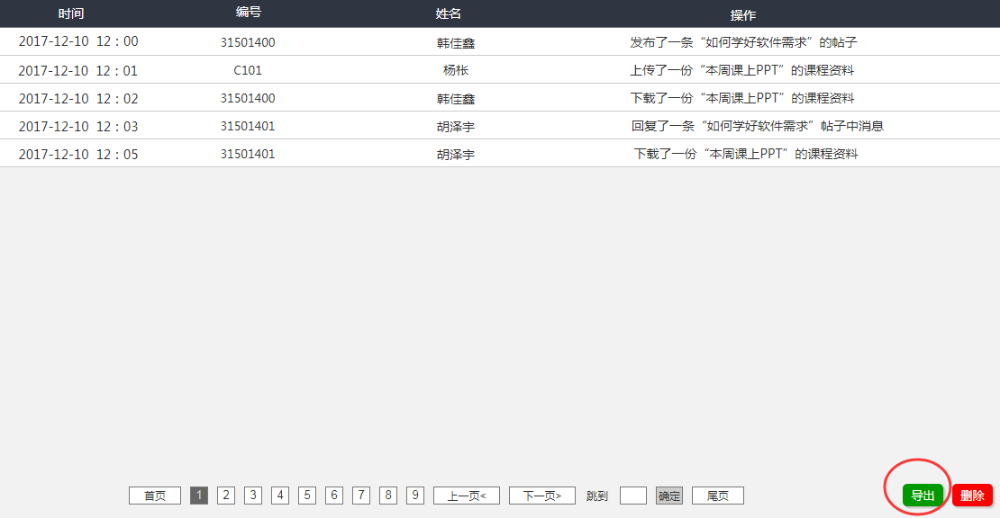 时间 编号 姓名 操作
2017-12-10 12：00 31501400 韩佳鑫 发布了一条“如何学好软件需求”的帖子
2017-12-10 12：01 C101 杨枨 上传了一份“本周课上PPT”的课程资料
2017-12-10 12：02 31501400 韩佳鑫 下载了一份“本周课上PPT”的课程资料
2017-12-10 12：03 31501401 胡泽宇 回复了一条“如何学好软件需求”帖子中消息
2017-12-10 12：05 31501401 胡泽宇 下载了一份“本周课上PPT”的课程资料
首页 1 2 3 4 5 6 7 8 9 上一页< 下一页> 跳到 确定 尾页 导出 删除